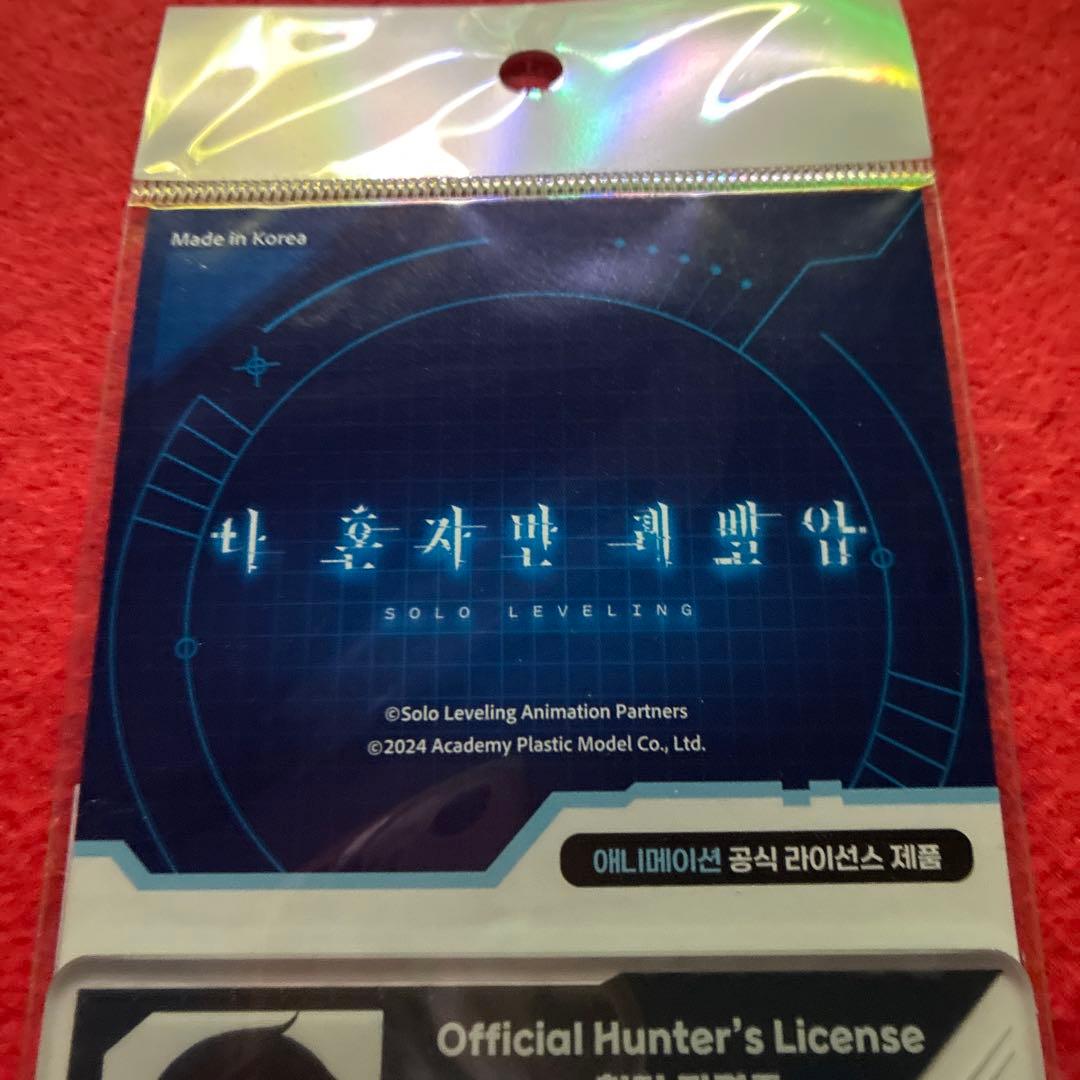 Made in Korea
나 혼자만 레벨업
SOLO LEVELING
©Solo Leveling Animation Partners
©2024 Academy Plastic Model Co., Ltd.
애니메이션 공식 라이선스 제품
Official Hunter's License